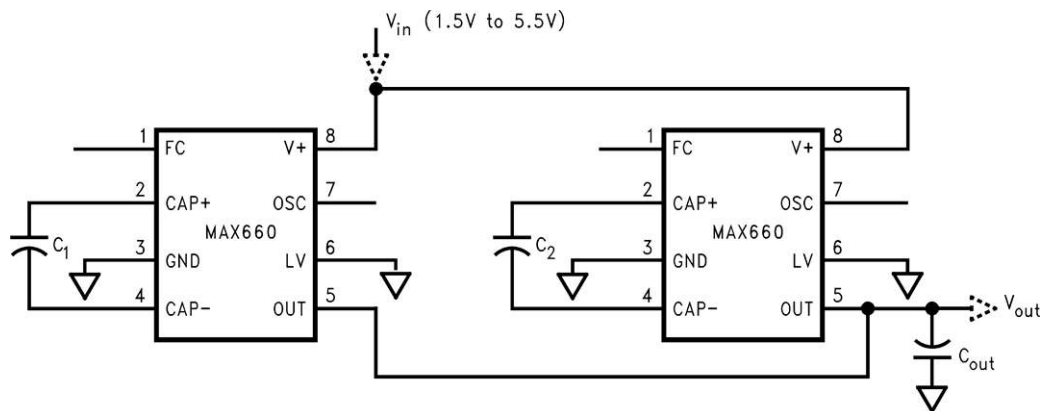 Vin (1.5V to 5.5V)
1 FC V+ 8
2 CAP+ OSC 7
MAX660
C1
3 GND LV 6
4 CAP- OUT 5
1 FC V+ 8
2 CAP+ OSC 7
MAX660
C2
3 GND LV 6
4 CAP- OUT 5
Vout
Cout